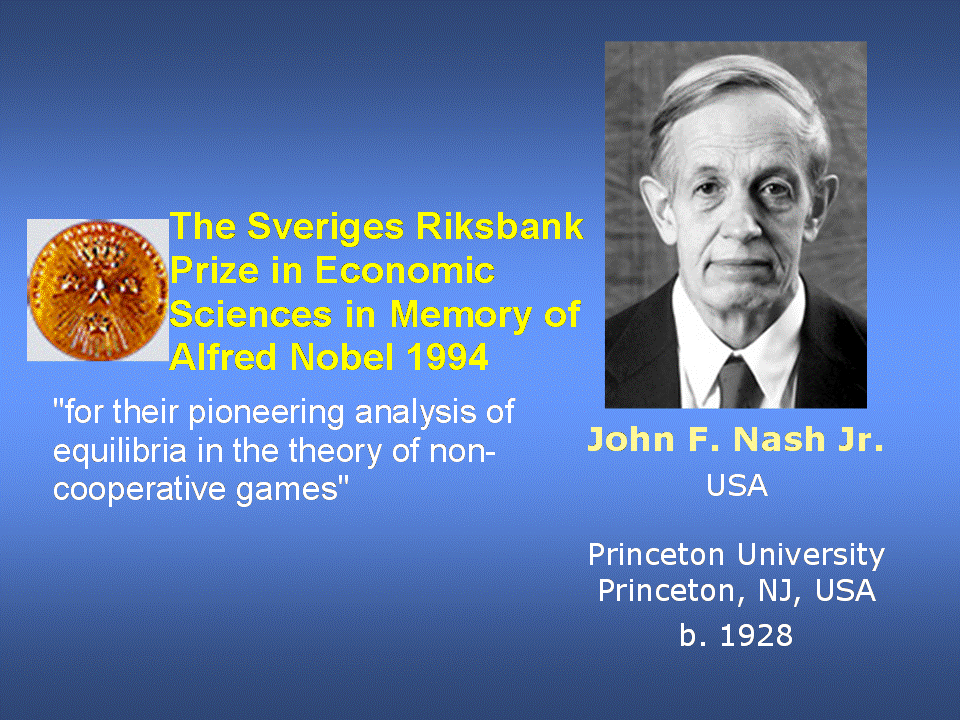 The Sveriges Riksbank
Prize in Economic
Sciences in Memory of
Alfred Nobel 1994
"for their pioneering analysis of
equilibria in the theory of non-
cooperative games"
John F. Nash Jr.
USA
Princeton University
Princeton, NJ, USA
b. 1928